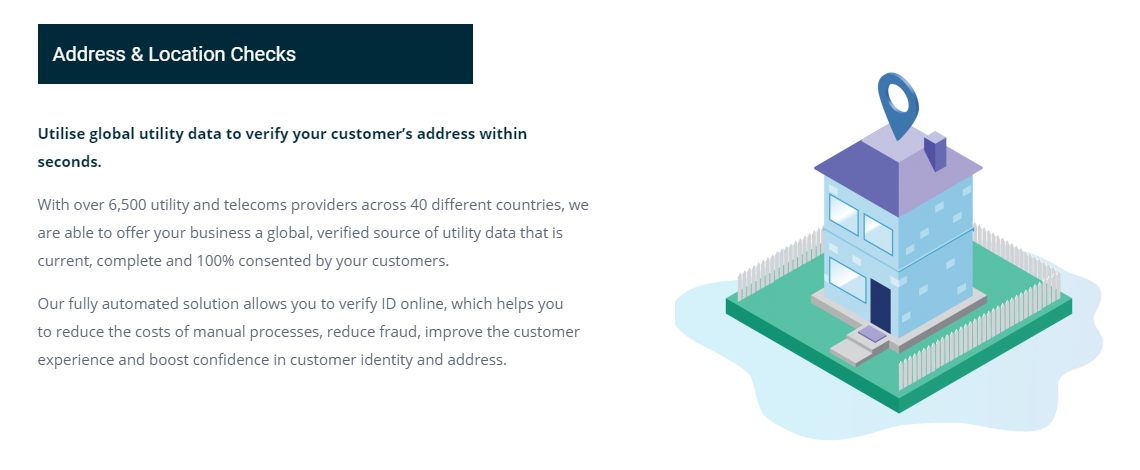 Address & Location Checks
Utilise global utility data to verify your customer’s address within
seconds.
With over 6,500 utility and telecoms providers across 40 different countries, we
are able to offer your business a global, verified source of utility data that is
current, complete and 100% consented by your customers.
Our fully automated solution allows you to verify ID online, which helps you
to reduce the costs of manual processes, reduce fraud, improve the customer
experience and boost confidence in customer identity and address.